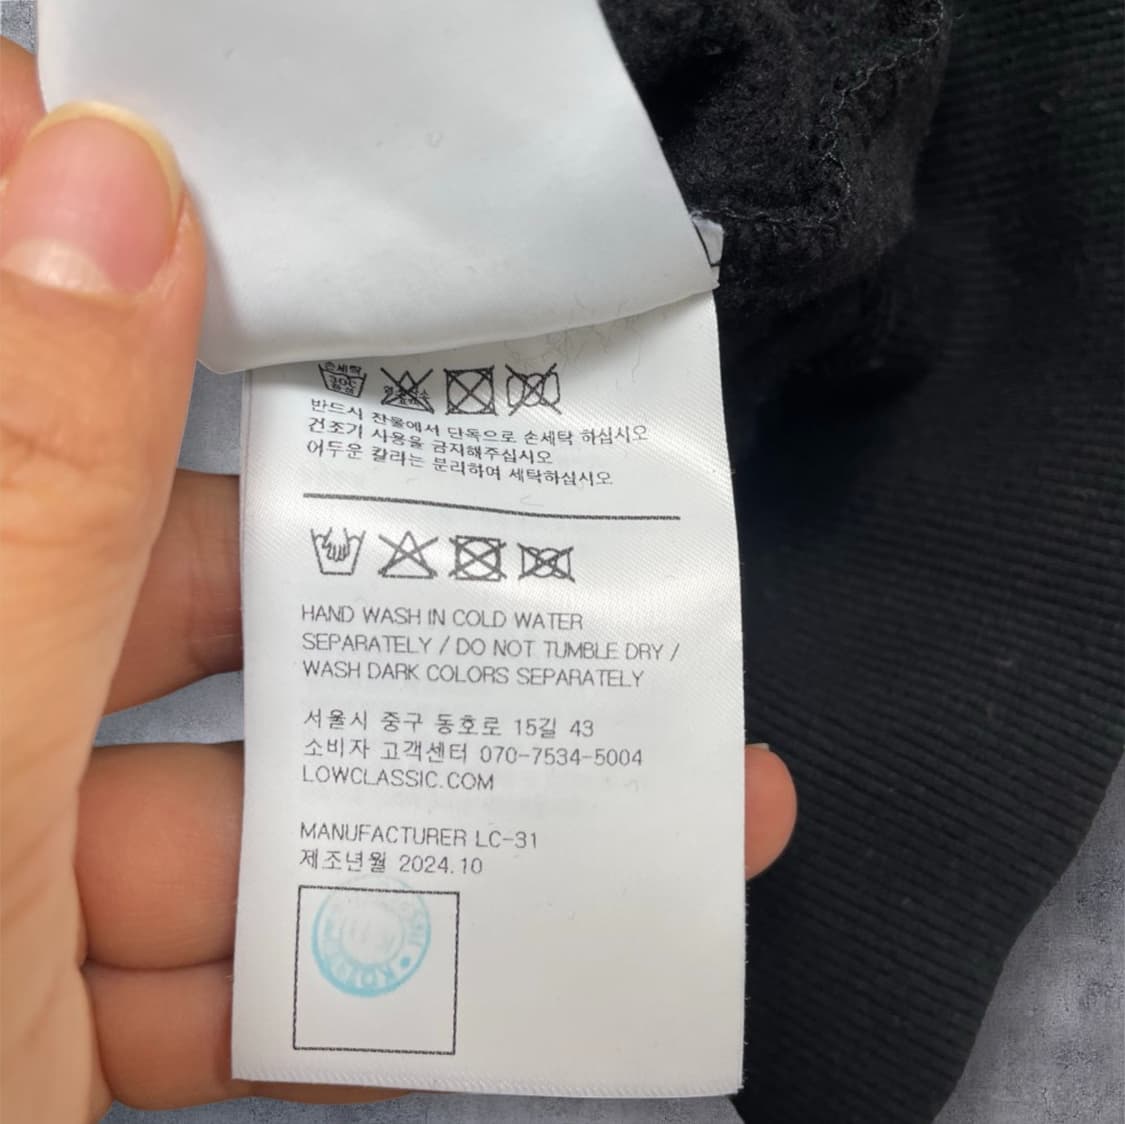 손세탁
30℃
중성
반드시 찬물에서 단독으로 손세탁 하십시오
건조기 사용을 금지해주십시오
어두운 칼라는 분리하여 세탁하십시오
HAND WASH IN COLD WATER
SEPARATELY / DO NOT TUMBLE DRY /
WASH DARK COLORS SEPARATELY
서울시 중구 동호로 15길 43
소비자 고객센터 070-7534-5004
LOWCLASSIC.COM
MANUFACTURER LC-31
제조년월 2024.10